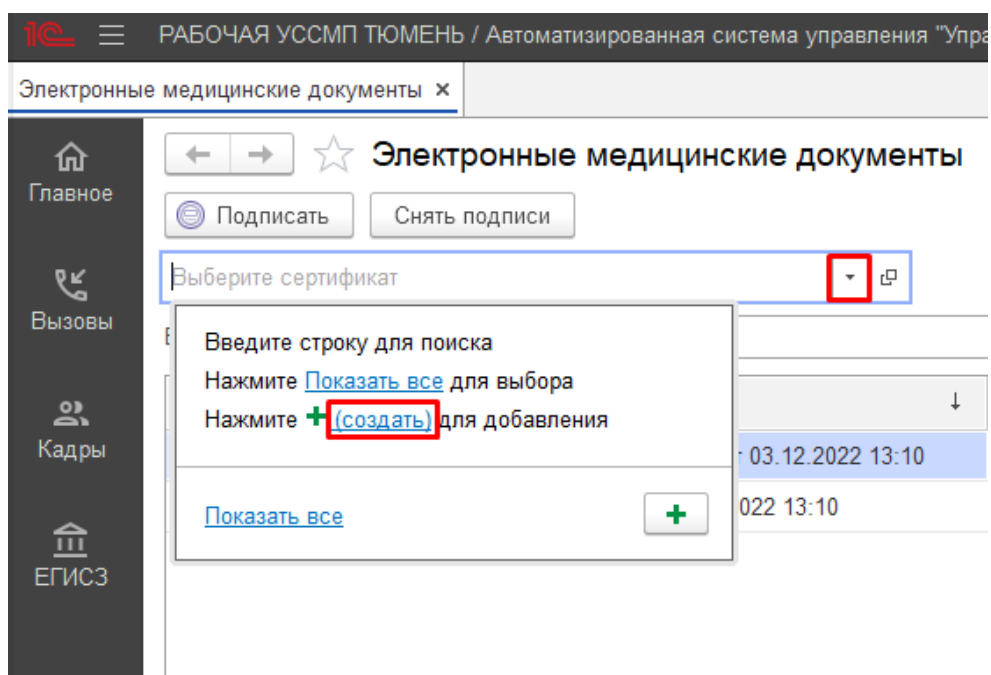 1С РАБОЧАЯ УССМП ТЮМЕНЬ / Автоматизированная система управления "Упра
Электронные медицинские документы ×
Главное
Вызовы
Кадры
ЕГИСЗ
Электронные медицинские документы
Подписать Снять подписи
Выберите сертификат
Введите строку для поиска
Нажмите Показать все для выбора
Нажмите + (создать) для добавления
Показать все +
03.12.2022 13:10
022 13:10